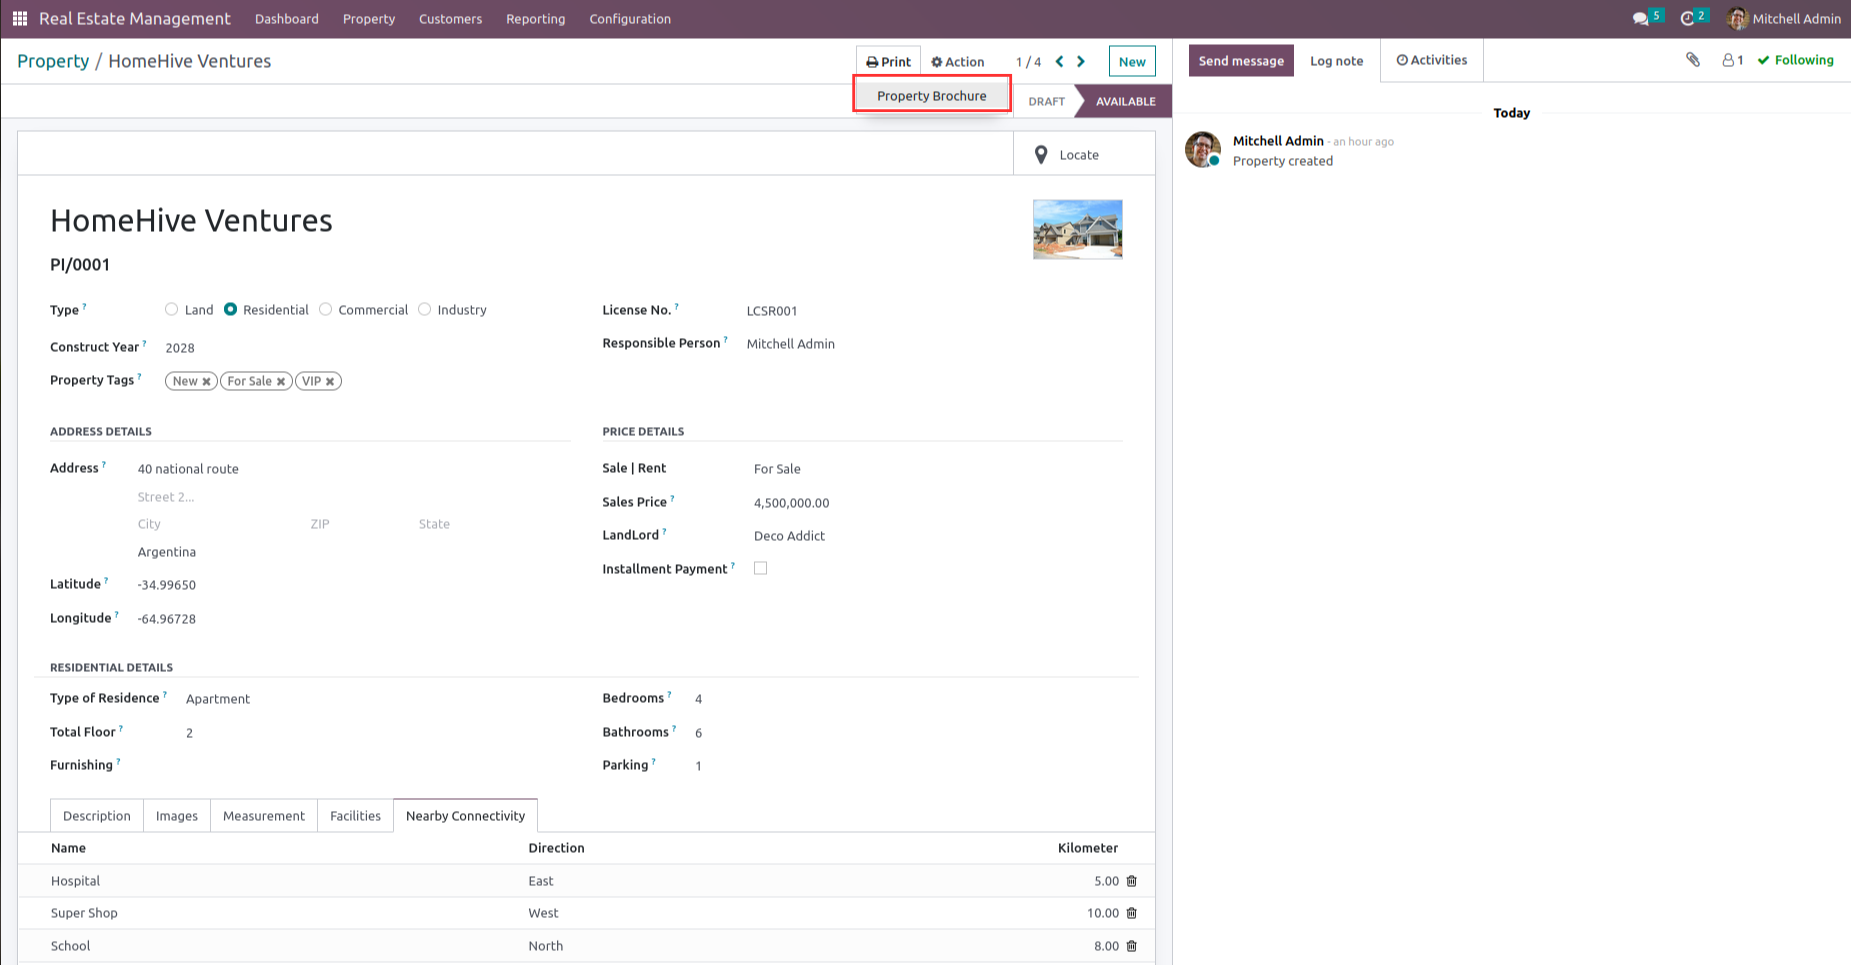 Real Estate Management Dashboard Property Customers Reporting Configuration 5 2 Mitchell Admin
Property / HomeHive Ventures Print Action 1 / 4 New Send message Log note Activities 1 Following
Property Brochure DRAFT AVAILABLE
Today
Mitchell Admin - an hour ago
Property created
Locate
HomeHive Ventures
PI/0001
Type ? Land Residential Commercial Industry License No. ? LCSR001
Construct Year ? 2028 Responsible Person ? Mitchell Admin
Property Tags ? New For Sale VIP
ADDRESS DETAILS PRICE DETAILS
Address ? 40 national route Sale | Rent For Sale
Street 2... Sales Price ? 4,500,000.00
City ZIP State LandLord ? Deco Addict
Argentina
Latitude ? -34.99650 Installment Payment ?
Longitude ? -64.96728
RESIDENTIAL DETAILS
Type of Residence ? Apartment Bedrooms ? 4
Total Floor ? 2 Bathrooms ? 6
Furnishing ? Parking ? 1
Description Images Measurement Facilities Nearby Connectivity
Name Direction Kilometer
Hospital East 5.00
Super Shop West 10.00
School North 8.00